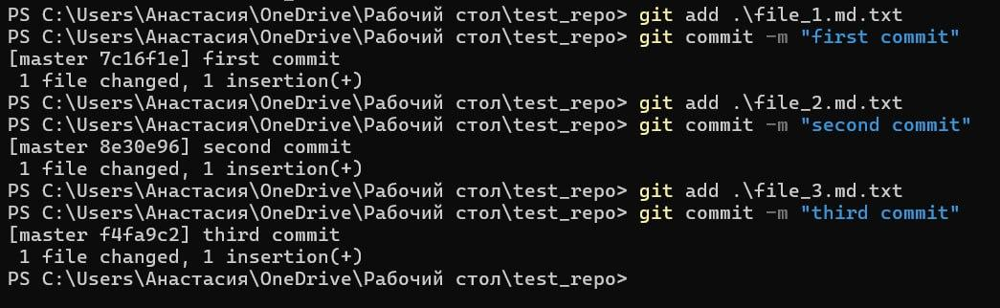 PS C:\Users\Анастасия\OneDrive\Рабочий стол\test_repo> git add .\file_1.md.txt
PS C:\Users\Анастасия\OneDrive\Рабочий стол\test_repo> git commit -m "first commit"
[master 7c16f1e] first commit
 1 file changed, 1 insertion(+)
PS C:\Users\Анастасия\OneDrive\Рабочий стол\test_repo> git add .\file_2.md.txt
PS C:\Users\Анастасия\OneDrive\Рабочий стол\test_repo> git commit -m "second commit"
[master 8e30e96] second commit
 1 file changed, 1 insertion(+)
PS C:\Users\Анастасия\OneDrive\Рабочий стол\test_repo> git add .\file_3.md.txt
PS C:\Users\Анастасия\OneDrive\Рабочий стол\test_repo> git commit -m "third commit"
[master f4fa9c2] third commit
 1 file changed, 1 insertion(+)
PS C:\Users\Анастасия\OneDrive\Рабочий стол\test_repo>